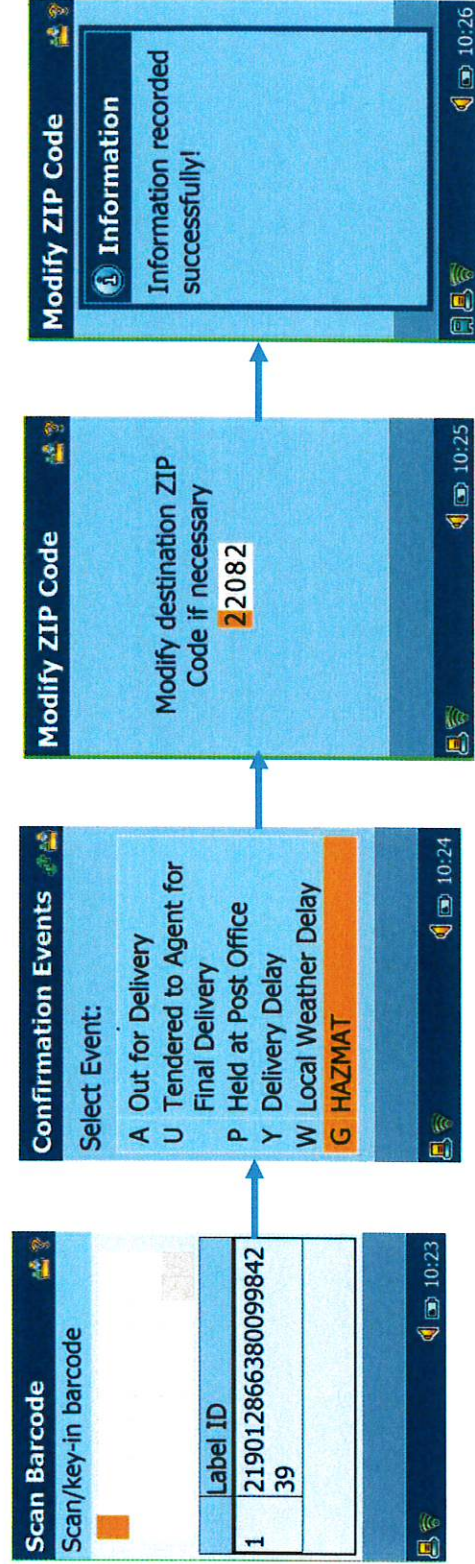 Scan Barcode
Scan/key-in barcode
Label ID
1 21901286638009984​2
39
10:23
Confirmation Events
Select Event:
A Out for Delivery
U Tendered to Agent for
Final Delivery
P Held at Post Office
Y Delivery Delay
W Local Weather Delay
G HAZMAT
10:24
Modify ZIP Code
Modify destination ZIP
Code if necessary
22082
10:25
Modify ZIP Code
Information
Information recorded
successfully!
10:26